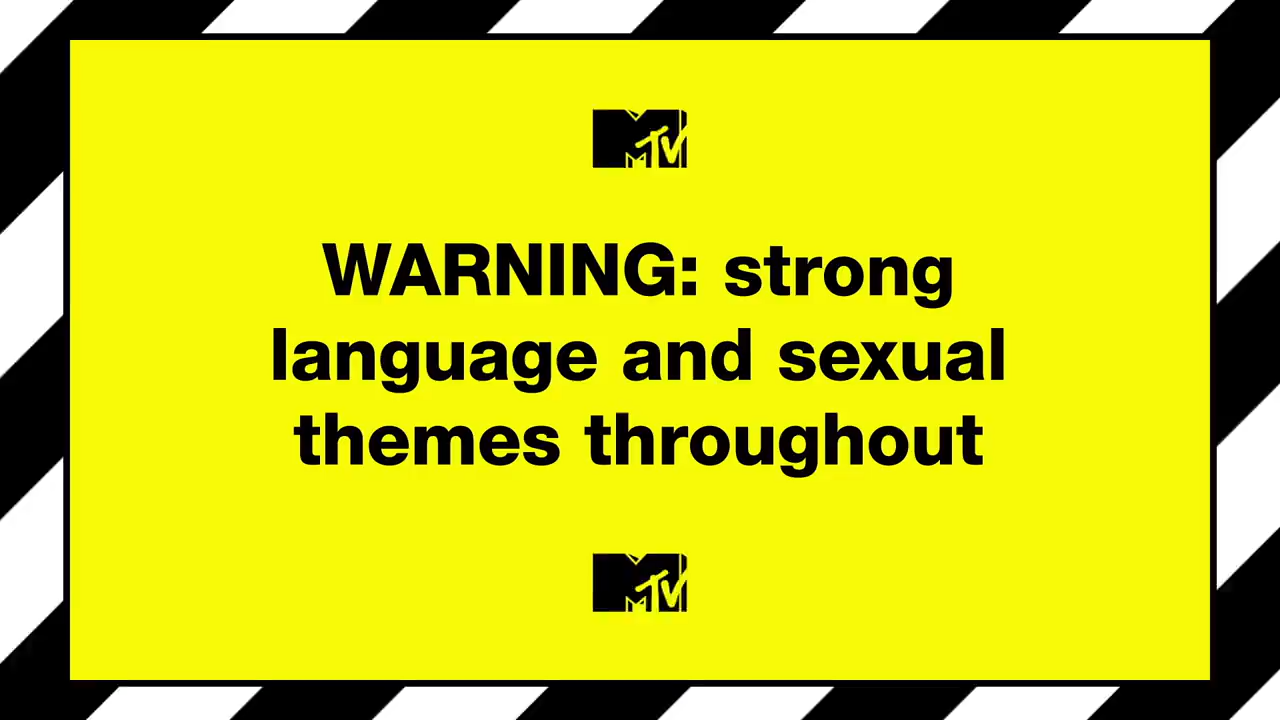 MTV
WARNING: strong
language and sexual
themes throughout
MTV